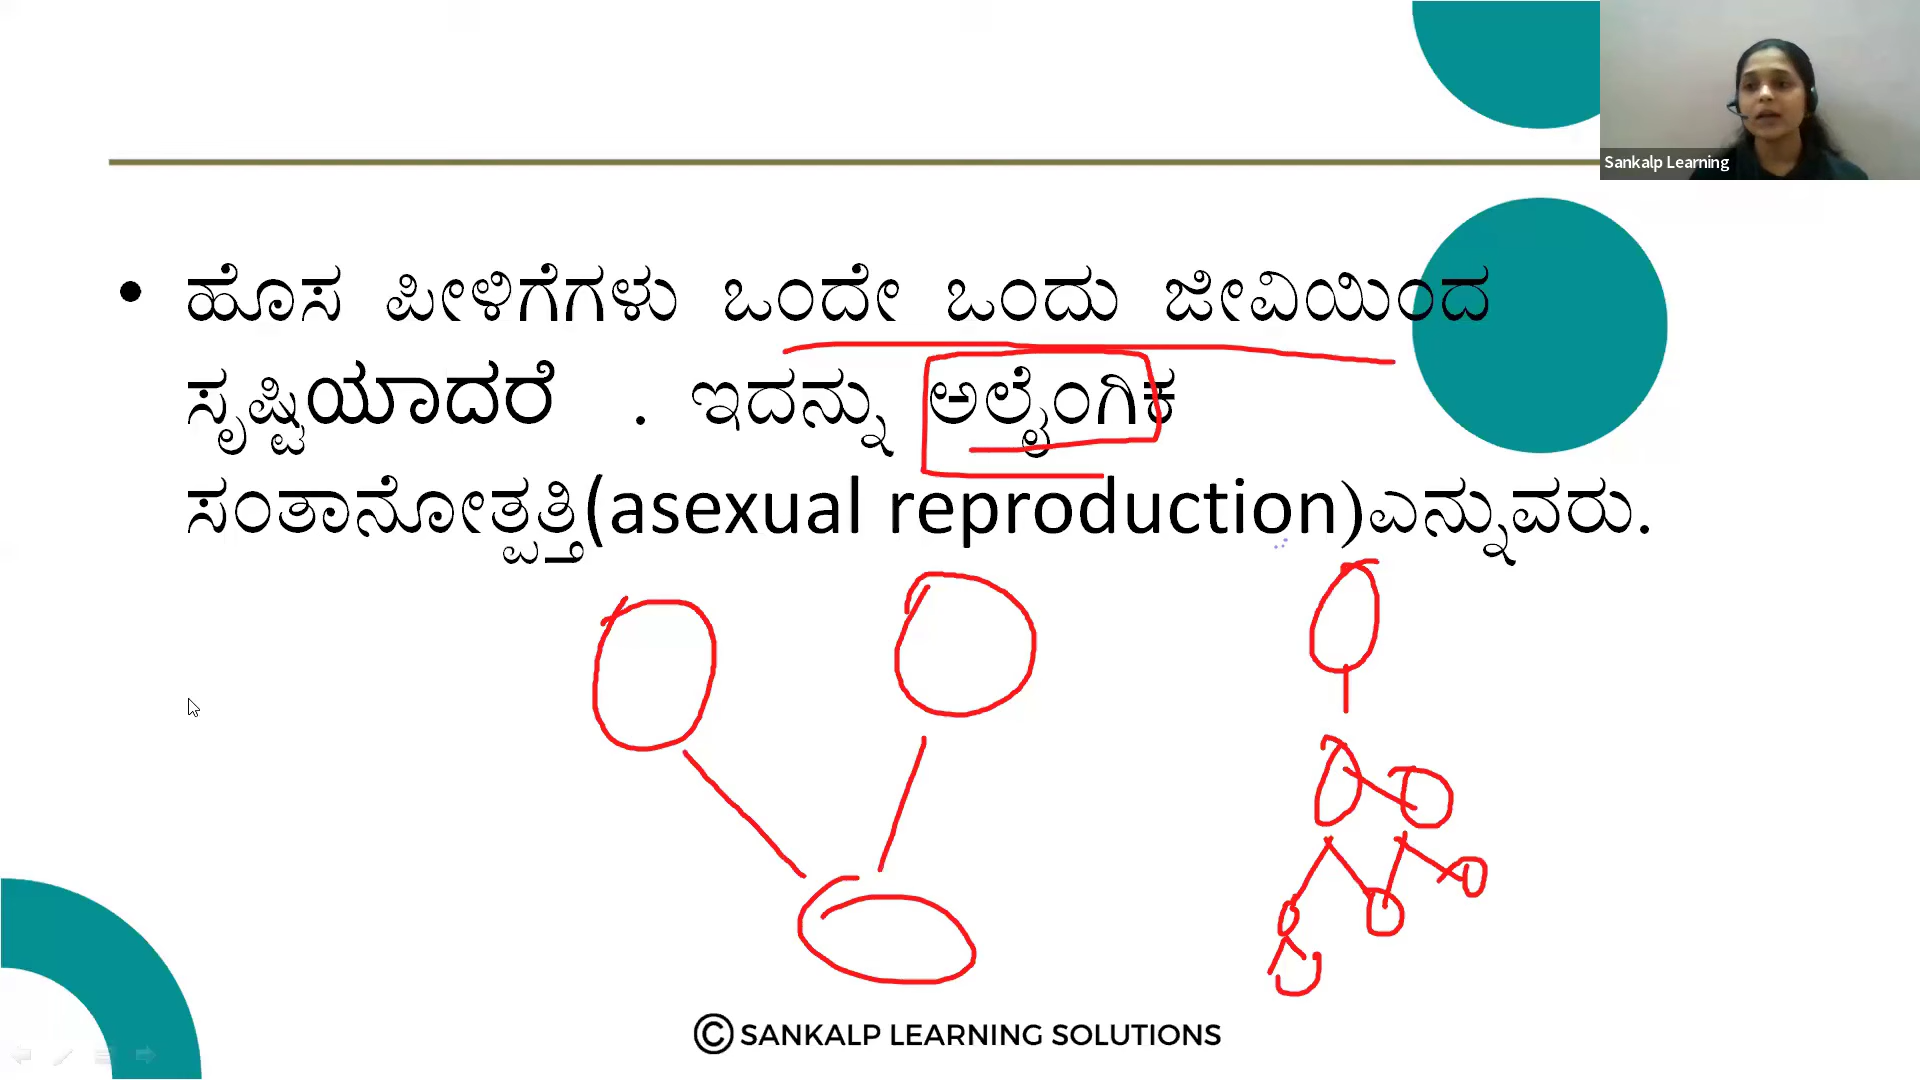 Sankalp Learning
• ಹೊಸ ಪೀಳಿಗೆಗಳು ಒಂದೇ ಒಂದು ಜೀವಿಯಿಂದ
ಸೃಷ್ಟಿಯಾದರೆ . ಇದನ್ನು ಅಲೈಂಗಿಕ
ಸಂತಾನೋತ್ಪತ್ತಿ(asexual reproduction)ಎನ್ನುವರು.
© SANKALP LEARNING SOLUTIONS